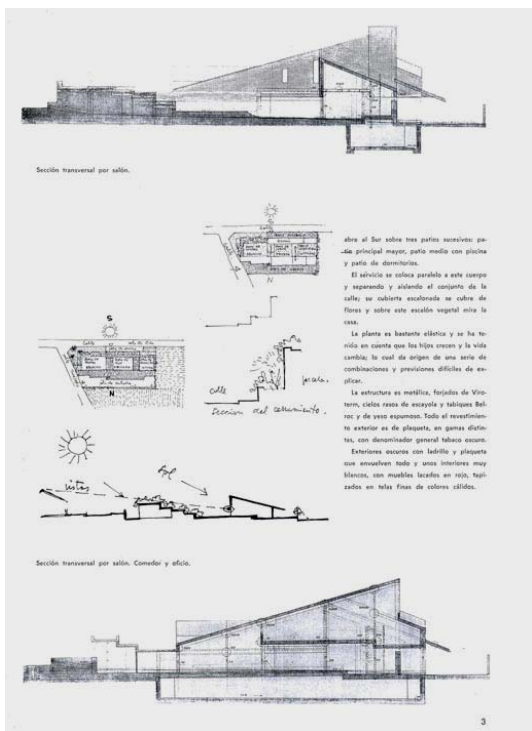 Sección transversal por salón.
abre al Sur sobre tres patios sucesivos: pa-
tio principal mayor, patio medio con piscina
y patio de dormitorios.
El servicio se coloca paralelo a este cuerpo
y separando y aislando el conjunto de la
calle; su cubierta escalonada se cubre de
flores y sobre este escalón vegetal mira la
casa.
La planta es bastante elástica y se ha te-
nido en cuenta que los hijos crecen y la vida
cambia; lo cual da origen de una serie de
combinaciones y previsiones difíciles de ex-
plicar.
La estructura es metálica, forjados de Viro-
term, cielos rasos de escayola y tabiques Bel-
roc y de yeso espumoso. Todo el revestimien-
to exterior es de plaqueta, en gamas distin-
tas, con denominador general tabaco oscuro.
Exteriores oscuros con ladrillo y plaqueta
que envuelven todo y unos interiores muy
blancos, con muebles lacados en rojo, tapi-
zados en telas finas de colores cálidos.
S
N
S
Calle
N
calle
parcela.
Seccion del cerramiento.
vistas
Sol
Sección transversal por salón. Comedor y oficio.
3